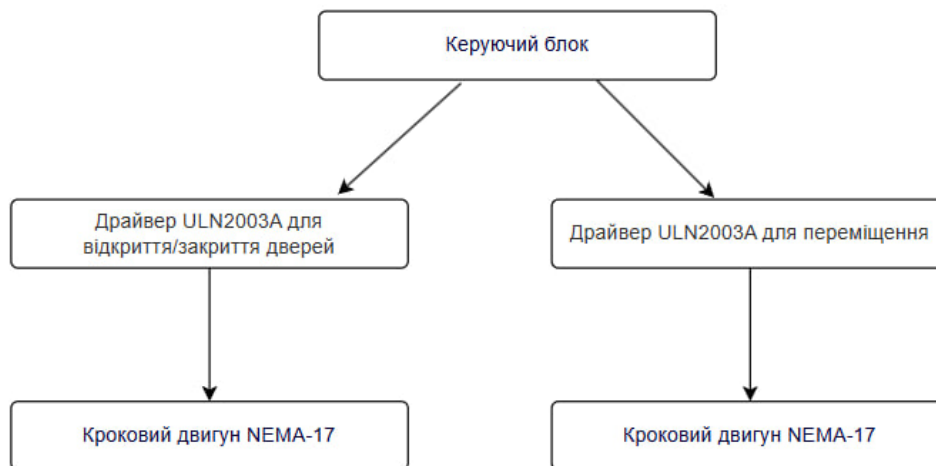 Керуючий блок
Драйвер ULN2003A для
відкриття/закриття дверей
Драйвер ULN2003A для переміщення
Кроковий двигун NEMA-17
Кроковий двигун NEMA-17